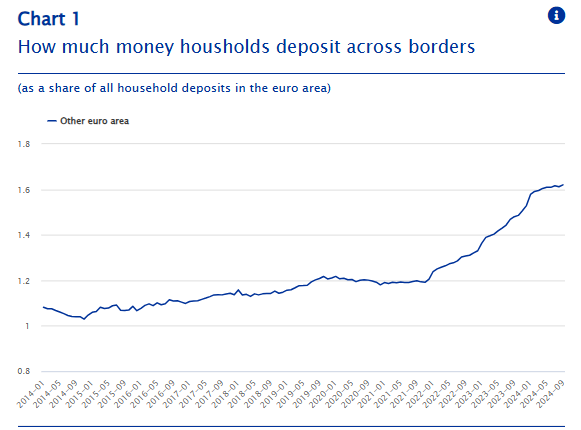 Chart 1
i
How much money housholds deposit across borders
(as a share of all household deposits in the euro area)
Other euro area
1.8
1.6
1.4
1.2
1
0.8
2014-01 2014-05 2014-09 2015-01 2015-05 2015-09 2016-01 2016-05 2016-09 2017-01 2017-05 2017-09 2018-01 2018-05 2018-09 2019-01 2019-05 2019-09 2020-01 2020-05 2020-09 2021-01 2021-05 2021-09 2022-01 2022-05 2022-09 2023-01 2023-05 2023-09 2024-01 2024-05 2024-09